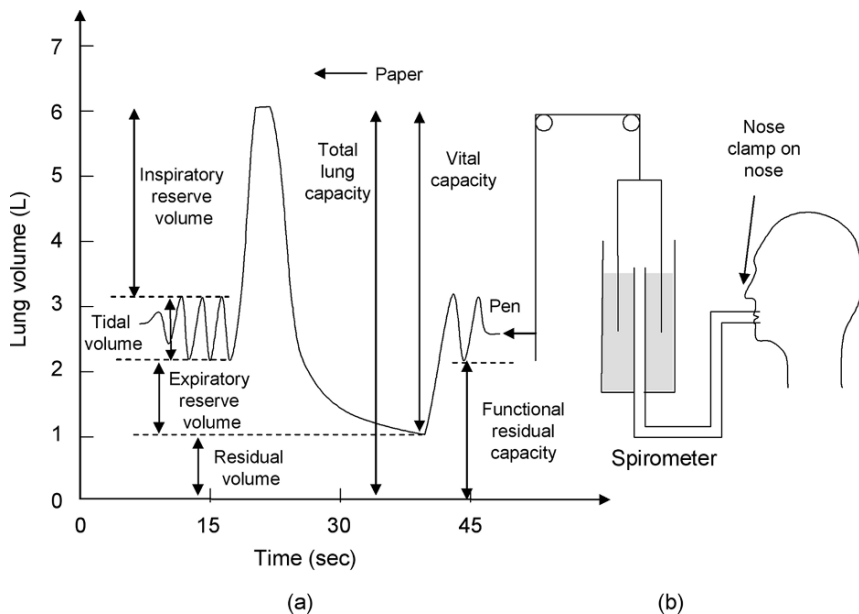 7
6
5
4
3
2
1
0
Lung volume (L)
Paper
Inspiratory
reserve volume
Total
lung
capacity
Vital
capacity
Tidal
volume
Expiratory
reserve volume
Residual
volume
Functional
residual
capacity
Pen
0
15
30
45
Time (sec)
(a)
Nose
clamp on
nose
Spirometer
(b)